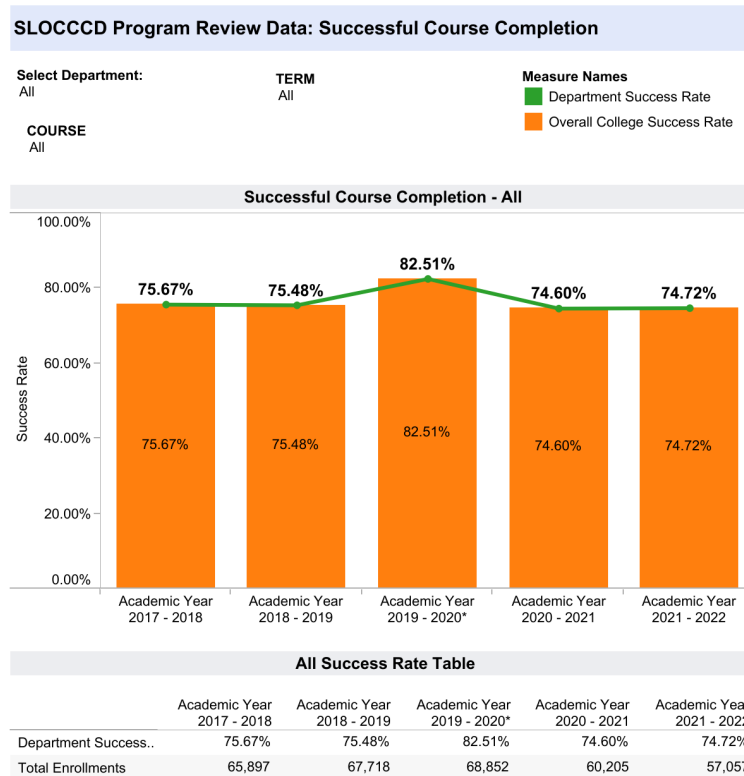 SLOCCCD Program Review Data: Successful Course Completion
Select Department:
All
TERM
All
COURSE
All
Measure Names
Department Success Rate
Overall College Success Rate
Successful Course Completion - All
Success Rate
100.00%
80.00%
60.00%
40.00%
20.00%
0.00%
75.67% 75.48% 82.51% 74.60% 74.72%
75.67% 75.48% 82.51% 74.60% 74.72%
Academic Year Academic Year Academic Year Academic Year Academic Year
2017 - 2018 2018 - 2019 2019 - 2020* 2020 - 2021 2021 - 2022
All Success Rate Table
Academic Year Academic Year Academic Year Academic Year Academic Year
2017 - 2018 2018 - 2019 2019 - 2020* 2020 - 2021 2021 - 2022
Department Success.. 75.67% 75.48% 82.51% 74.60% 74.72%
Total Enrollments 65,897 67,718 68,852 60,205 57,057